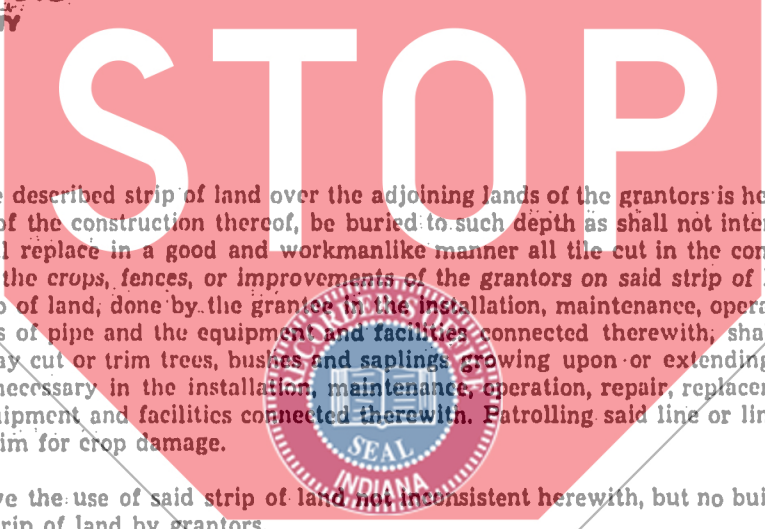 STOP
e described strip of land over the adjoining lands of the grantors is he
of the construction thereof, be buried to such depth as shall not inter
l replace in a good and workmanlike manner all tile cut in the con
the crops, fences, or improvements of the grantors on said strip of
p of land, done by the grantee in the installation, maintenance, opera
s of pipe and the equipment and facilities connected therewith, sha
ay cut or trim trees, bushes and saplings growing upon or extending
necessary in the installation, maintenance, operation, repair, replacer
ipment and facilities connected therewith. Patrolling said line or lin
im for crop damage.
ve the use of said strip of land not inconsistent herewith, but no bui
rip of land by grantors
SEAL
INDIANA